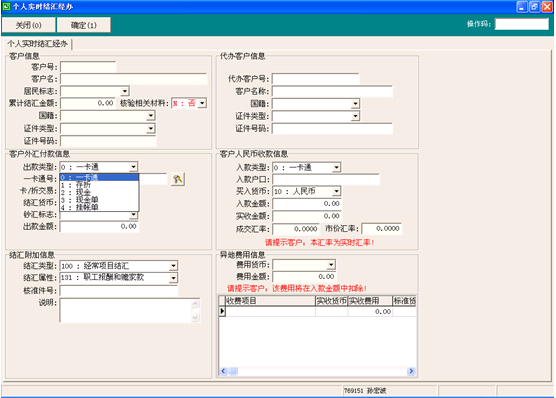 个人实时结汇经办
关闭(O) 确定(1) 操作码:
个人实时结汇经办
客户信息
客户号:
客户名:
居民标志:
累计结汇金额: 0.00 核验相关材料: N : 否
国籍:
证件类型:
证件号码:
代办客户信息
代办客户号:
客户名称:
国籍:
证件类型:
证件号码:
客户外汇付款信息
出款类型: 0 : 一卡通
一卡通号: 0 : 一卡通
1 : 存折
卡/折交易: 2 : 现金
结汇货币: 3 : 现金单
4 : 挂帐单
钞汇标志:
出款金额: 0.00
客户人民币收款信息
入款类型: 0 : 一卡通
入款户口:
买入货币: 10 : 人民币
入款金额: 0.00
实收金额: 0.00
成交汇率: 0.0000 市价汇率: 0.0000
请提示客户: 本汇率为实时汇率!
结汇附加信息
结汇类型: 100 : 经常项目结汇
结汇属性: 131 : 职工报酬和赡家款
核准件号:
说明:
异地费用信息
费用货币:
费用金额: 0.00
请提示客户: 该费用将在入款金额中扣除!
收费项目 实收货币 实收费用 标准货
0.00
769151 孙宏波